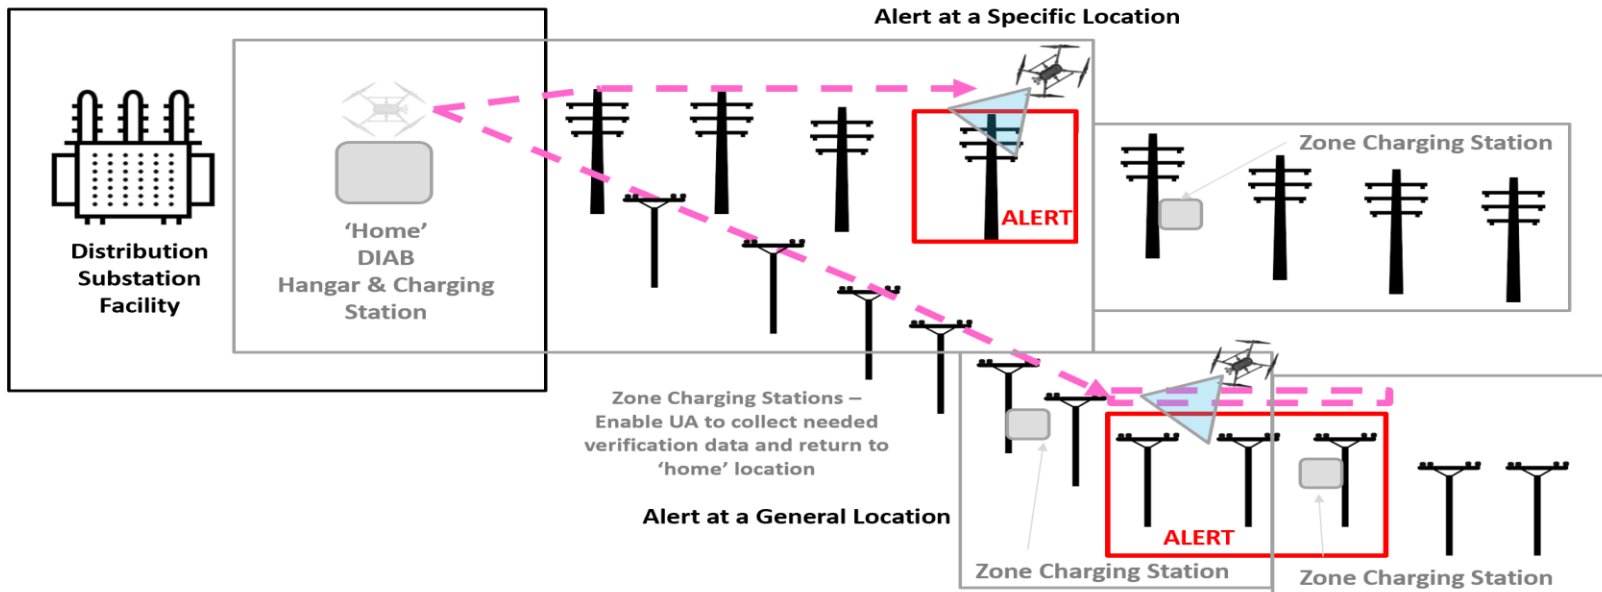 Alert at a Specific Location
Zone Charging Station
ALERT
‘Home’
DIAB
Hangar & Charging
Station
Distribution
Substation
Facility
Zone Charging Stations –
Enable UA to collect needed
verification data and return to
‘home’ location
Alert at a General Location
ALERT
Zone Charging Station
Zone Charging Station